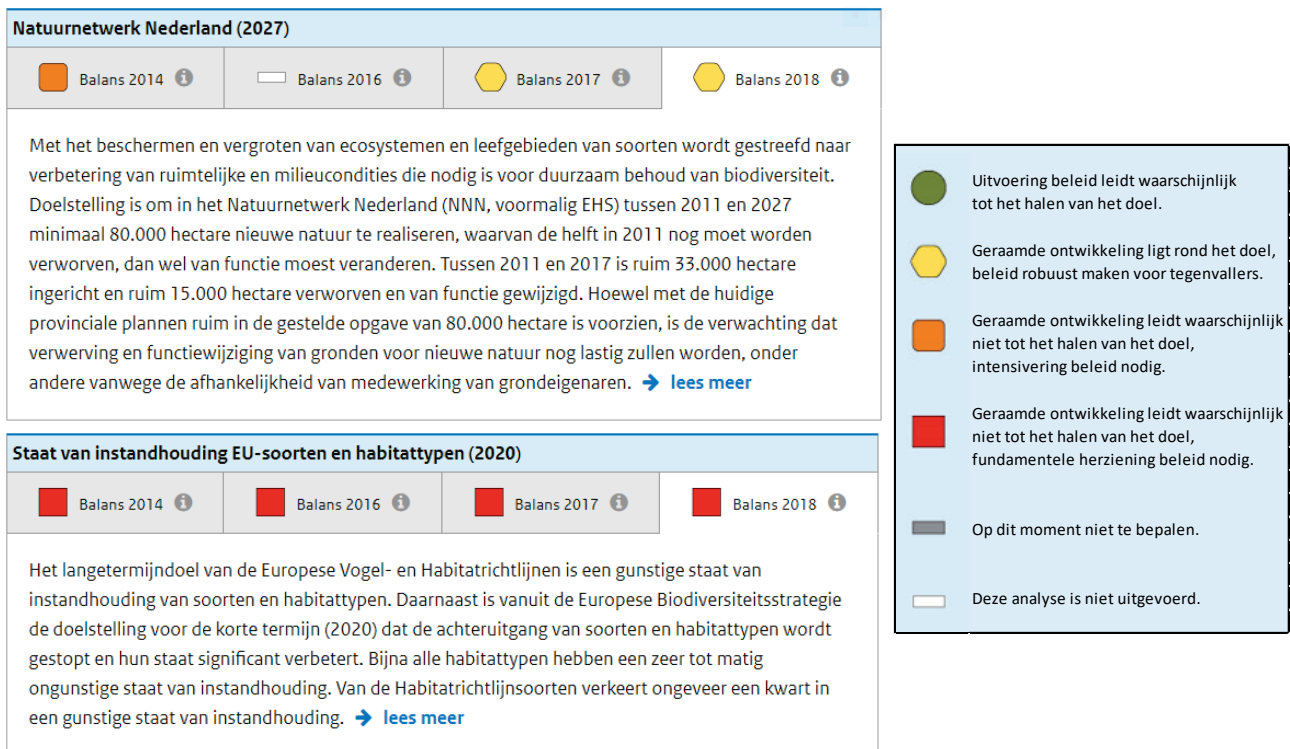 Natuurnetwerk Nederland (2027)
Balans 2014 Balans 2016 Balans 2017 Balans 2018
Met het beschermen en vergroten van ecosystemen en leefgebieden van soorten wordt gestreefd naar
verbetering van ruimtelijke en milieucondities die nodig is voor duurzaam behoud van biodiversiteit.
Doelstelling is om in het Natuurnetwerk Nederland (NNN, voormalig EHS) tussen 2011 en 2027
minimaal 80.000 hectare nieuwe natuur te realiseren, waarvan de helft in 2011 nog moet worden
verworven, dan wel van functie moest veranderen. Tussen 2011 en 2017 is ruim 33.000 hectare
ingericht en ruim 15.000 hectare verworven en van functie gewijzigd. Hoewel met de huidige
provinciale plannen ruim in de gestelde opgave van 80.000 hectare is voorzien, is de verwachting dat
verwerving en functiewijziging van gronden voor nieuwe natuur nog lastig zullen worden, onder
andere vanwege de afhankelijkheid van medewerking van grondeigenaren. → lees meer
Staat van instandhouding EU-soorten en habitattypen (2020)
Balans 2014 Balans 2016 Balans 2017 Balans 2018
Het langetermijndoel van de Europese Vogel- en Habitatrichtlijnen is een gunstige staat van
instandhouding van soorten en habitattypen. Daarnaast is vanuit de Europese Biodiversiteitsstrategie
de doelstelling voor de korte termijn (2020) dat de achteruitgang van soorten en habitattypen wordt
gestopt en hun staat significant verbetert. Bijna alle habitattypen hebben een zeer tot matig
ongunstige staat van instandhouding. Van de Habitatrichtlijnsoorten verkeert ongeveer een kwart in
een gunstige staat van instandhouding. → lees meer
Uitvoering beleid leidt waarschijnlijk
tot het halen van het doel.
Geraamde ontwikkeling ligt rond het doel,
beleid robuust maken voor tegenvallers.
Geraamde ontwikkeling leidt waarschijnlijk
niet tot het halen van het doel,
intensivering beleid nodig.
Geraamde ontwikkeling leidt waarschijnlijk
niet tot het halen van het doel,
fundamentele herziening beleid nodig.
Op dit moment niet te bepalen.
Deze analyse is niet uitgevoerd.